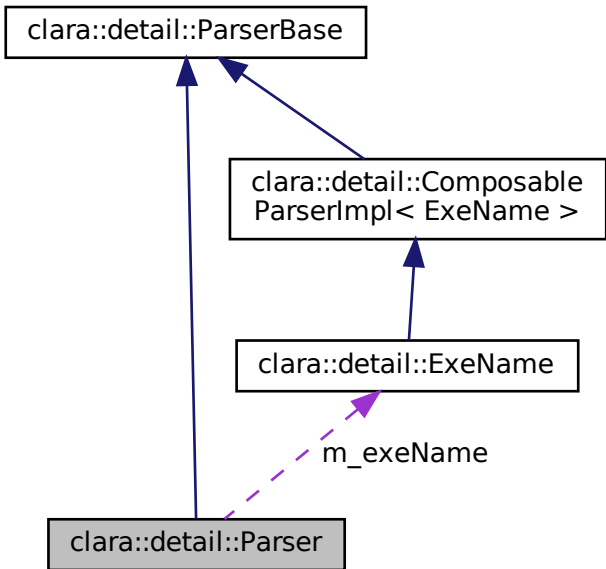 clara::detail::ParserBase
clara::detail::Composable
ParserImpl< ExeName >
clara::detail::ExeName
m_exeName
clara::detail::Parser